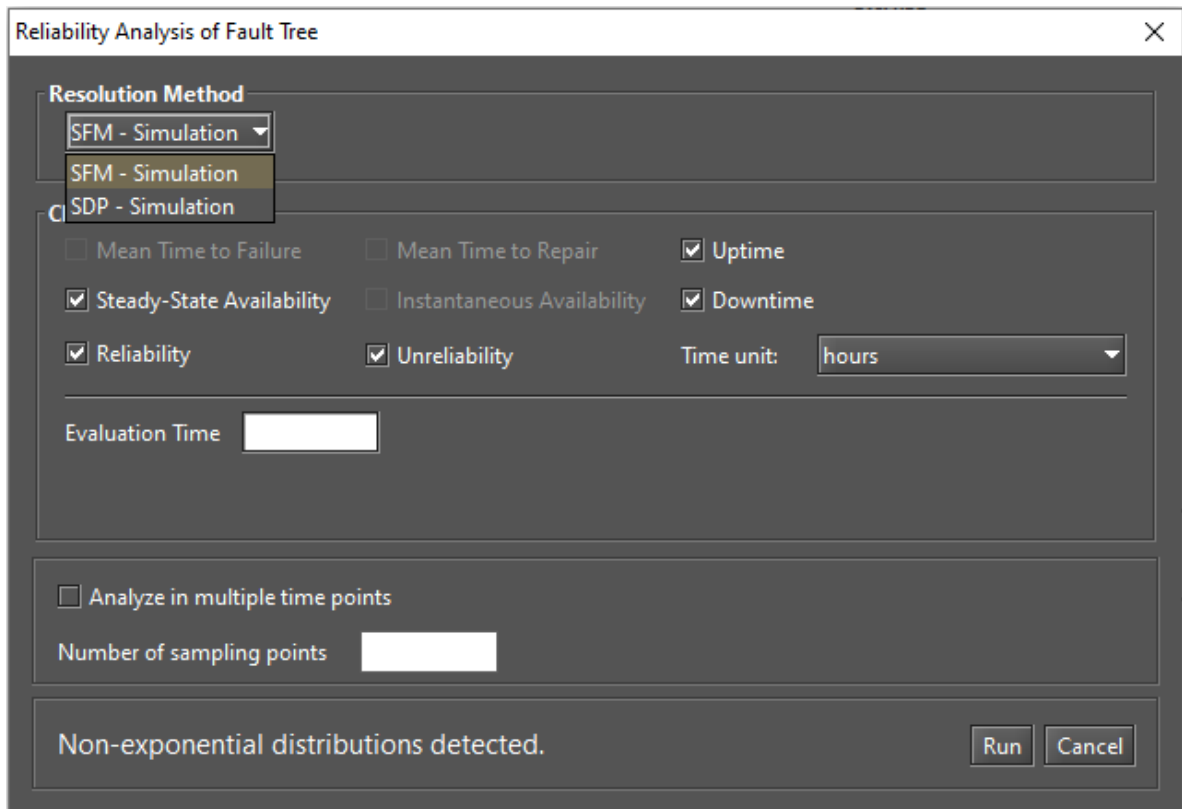 Reliability Analysis of Fault Tree
Resolution Method
SFM - Simulation
SFM - Simulation
SDP - Simulation
Mean Time to Failure
Mean Time to Repair
Uptime
Steady-State Availability
Instantaneous Availability
Downtime
Reliability
Unreliability
Time unit:
hours
Evaluation Time
Analyze in multiple time points
Number of sampling points
Non-exponential distributions detected.
Run
Cancel